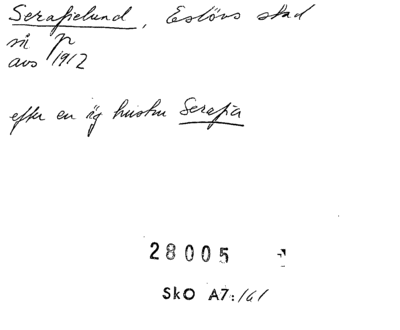 Serafielund, Eslövs stad
avs 1912
efter en äg hustru Serafia
28005
SkO A7:161